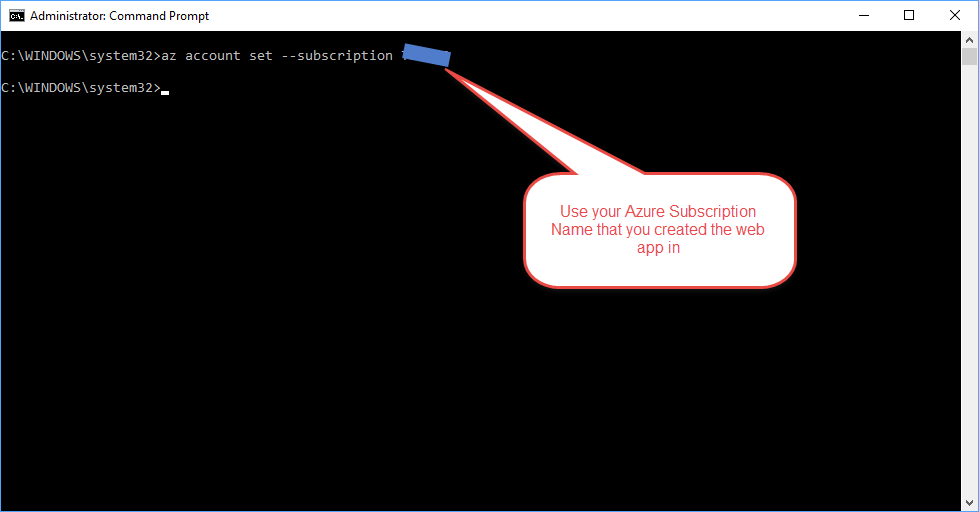 Administrator: Command Prompt
C:\WINDOWS\system32>az account set --subscription
C:\WINDOWS\system32>
Use your Azure Subscription
Name that you created the web
app in